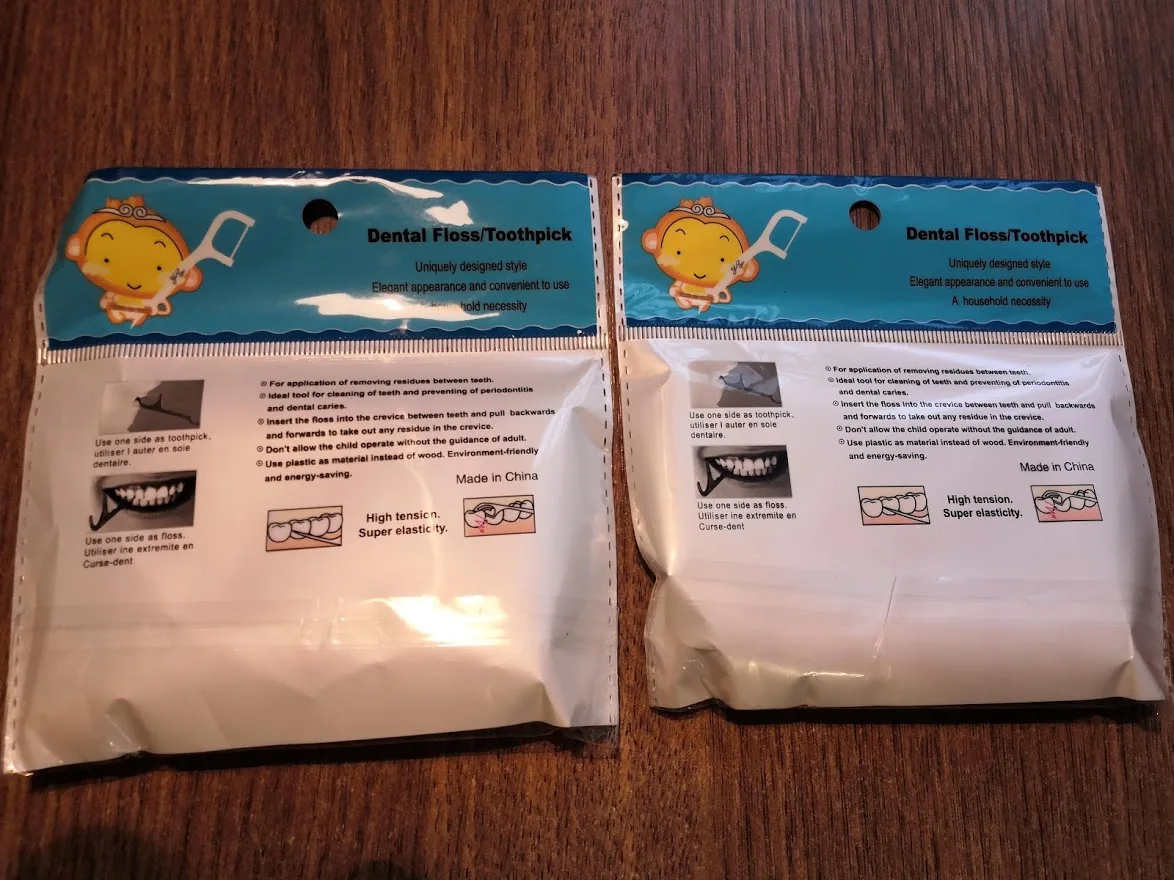 Dental Floss/Toothpick
Uniquely designed style
Elegant appearance and convenient to use
household necessity
Use one side as toothpick.
utiliser l auter en soie
dentaire.
Use one side as floss.
Utiliser ine extremite en
Curse-dent
For application of removing residues between teeth.
Ideal tool for cleaning of teeth and preventing of periodontitis
and dental caries.
Insert the floss into the crevice between teeth and pull backwards
and forwards to take out any residue in the crevice.
Don't allow the child operate without the guidance of adult.
Use plastic as material instead of wood. Environment-friendly
and energy-saving.
Made in China
High tension.
Super elasticity.
Dental Floss/Toothpick
Uniquely designed style
Elegant appearance and convenient to use
A household necessity
Use one side as toothpick.
utiliser l auter en soie
dentaire.
Use one side as floss.
Utiliser ine extremite en
Curse-dent
For application of removing residues between teeth.
Ideal tool for cleaning of teeth and preventing of periodontitis
and dental caries.
Insert the floss into the crevice between teeth and pull backwards
and forwards to take out any residue in the crevice.
Don't allow the child operate without the guidance of adult.
Use plastic as material instead of wood. Environment-friendly
and energy-saving.
Made in China
High tension.
Super elasticity.